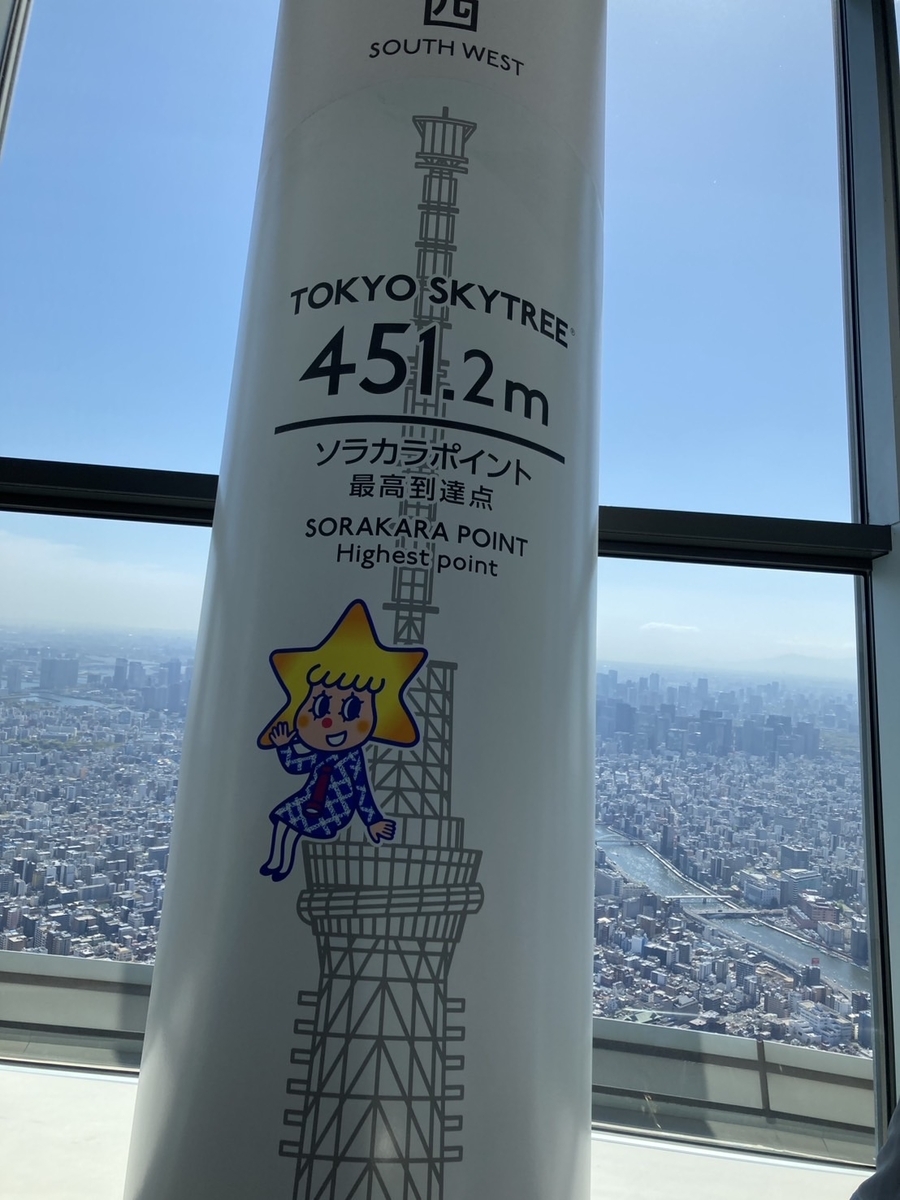 SOUTH WEST
TOKYO SKYTREE®
451.2m
ソラカラポイント
最高到達点
SORAKARA POINT
Highest point